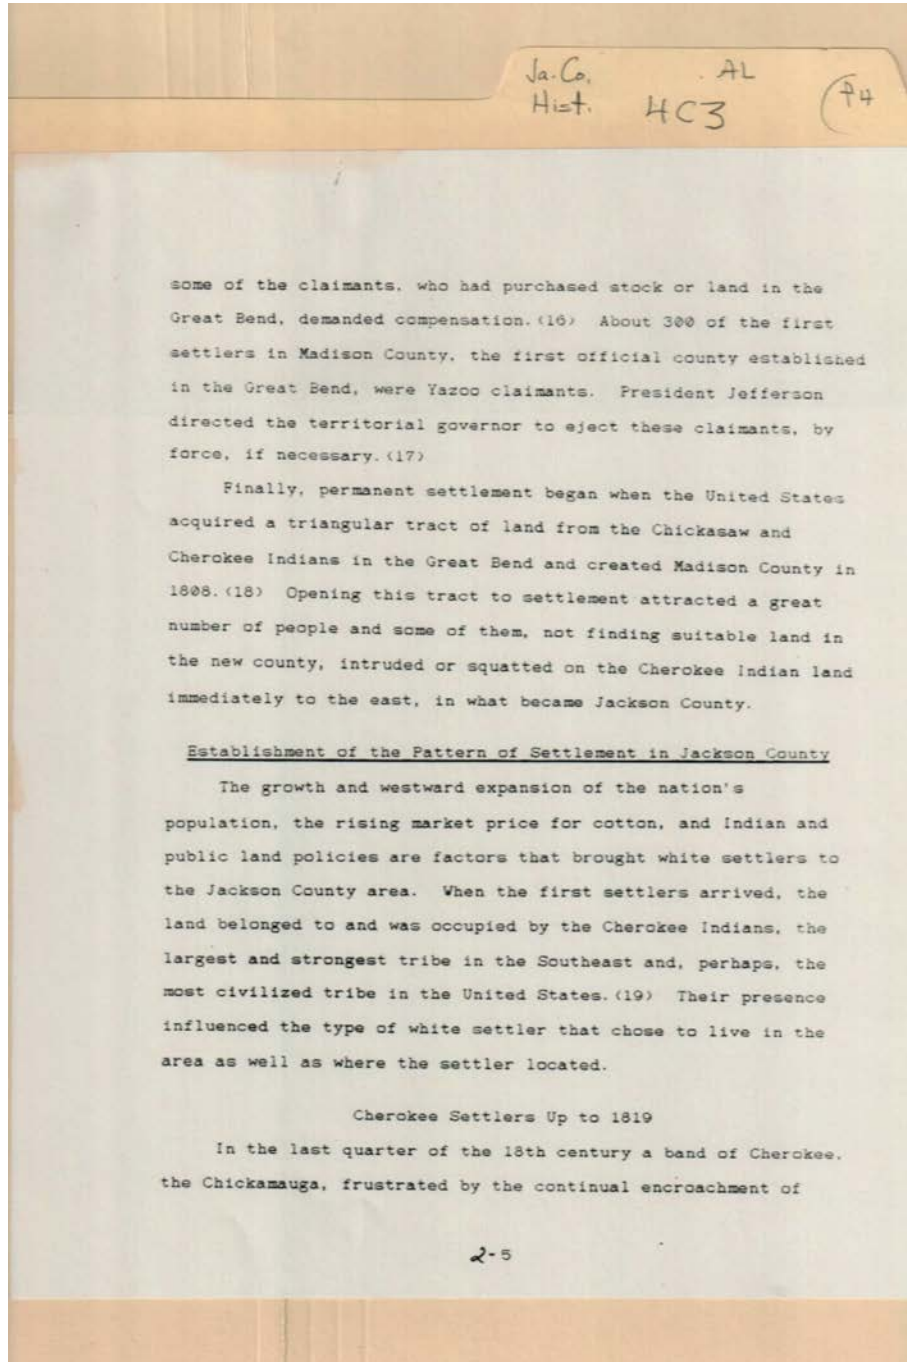 Ja. Co. AL
Hist. 4C3 P4
some of the claimants, who had purchased stock or land in the
Great Bend, demanded compensation.(16) About 300 of the first
settlers in Madison County, the first official county established
in the Great Bend, were Yazoo claimants. President Jefferson
directed the territorial governor to eject these claimants, by
force, if necessary.(17)
Finally, permanent settlement began when the United States
acquired a triangular tract of land from the Chickasaw and
Cherokee Indians in the Great Bend and created Madison County in
1808.(18) Opening this tract to settlement attracted a great
number of people and some of them, not finding suitable land in
the new county, intruded or squatted on the Cherokee Indian land
immediately to the east, in what became Jackson County.
Establishment of the Pattern of Settlement in Jackson County
The growth and westward expansion of the nation's
population, the rising market price for cotton, and Indian and
public land policies are factors that brought white settlers to
the Jackson County area. When the first settlers arrived, the
land belonged to and was occupied by the Cherokee Indians, the
largest and strongest tribe in the Southeast and, perhaps, the
most civilized tribe in the United States.(19) Their presence
influenced the type of white settler that chose to live in the
area as well as where the settler located.
Cherokee Settlers Up to 1819
In the last quarter of the 18th century a band of Cherokee,
the Chickamauga, frustrated by the continual encroachment of
2-5